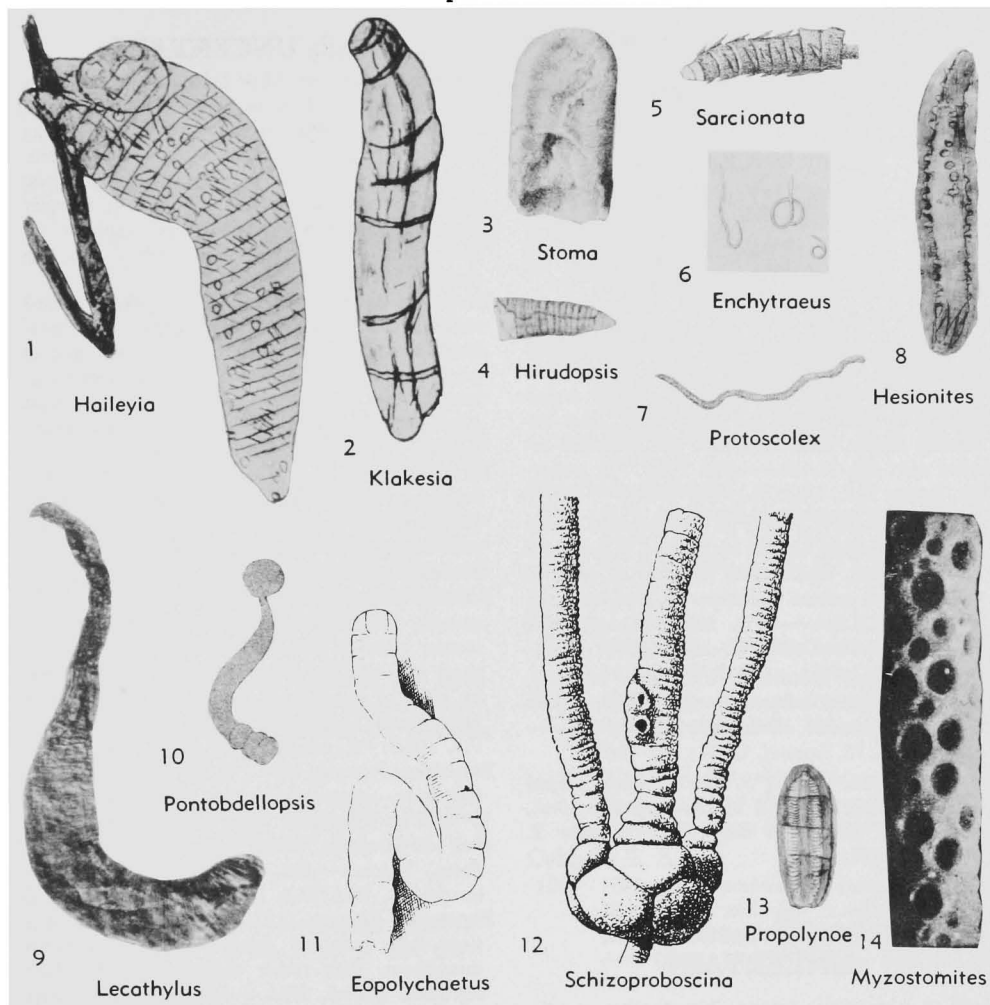 1
Haileyia
2
Klakesia
3
Stoma
4 Hirudopsis
5
Sarcionata
6
Enchytraeus
7
Protoscolex
8
Hesionites
9
Lecathylus
10
Pontobdellopsis
11
Eopolychaetus
12
Schizoproboscina
13
Propolynoe
14
Myzostomites